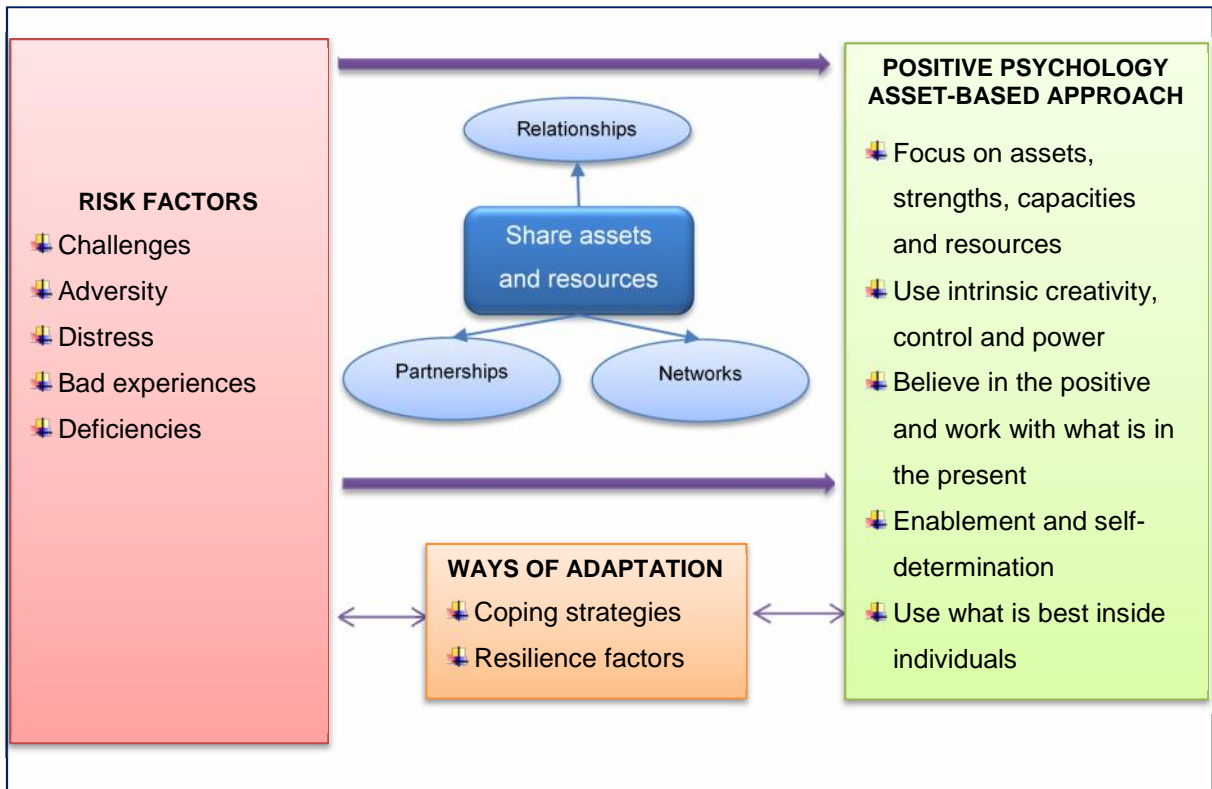 RISK FACTORS
Challenges
Adversity
Distress
Bad experiences
Deficiencies
Relationships
Share assets
and resources
Partnerships
Networks
WAYS OF ADAPTATION
Coping strategies
Resilience factors
POSITIVE PSYCHOLOGY
ASSET-BASED APPROACH
Focus on assets,
strengths, capacities
and resources
Use intrinsic creativity,
control and power
Believe in the positive
and work with what is in
the present
Enablement and self-
determination
Use what is best inside
individuals